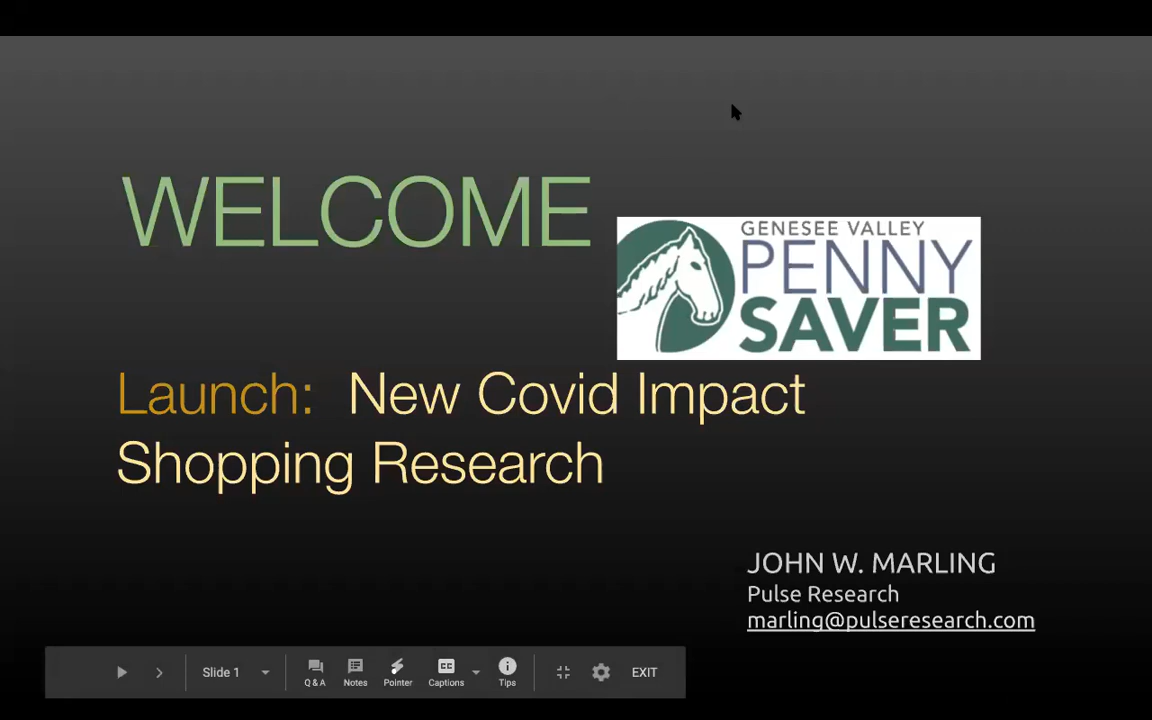 WELCOME
GENESEE VALLEY
PENNY
SAVER
Launch: New Covid Impact
Shopping Research
JOHN W. MARLING
Pulse Research
marling@pulseresearch.com
Slide 1
Q & A
Notes
Pointer
CC
Captions
Tips
EXIT